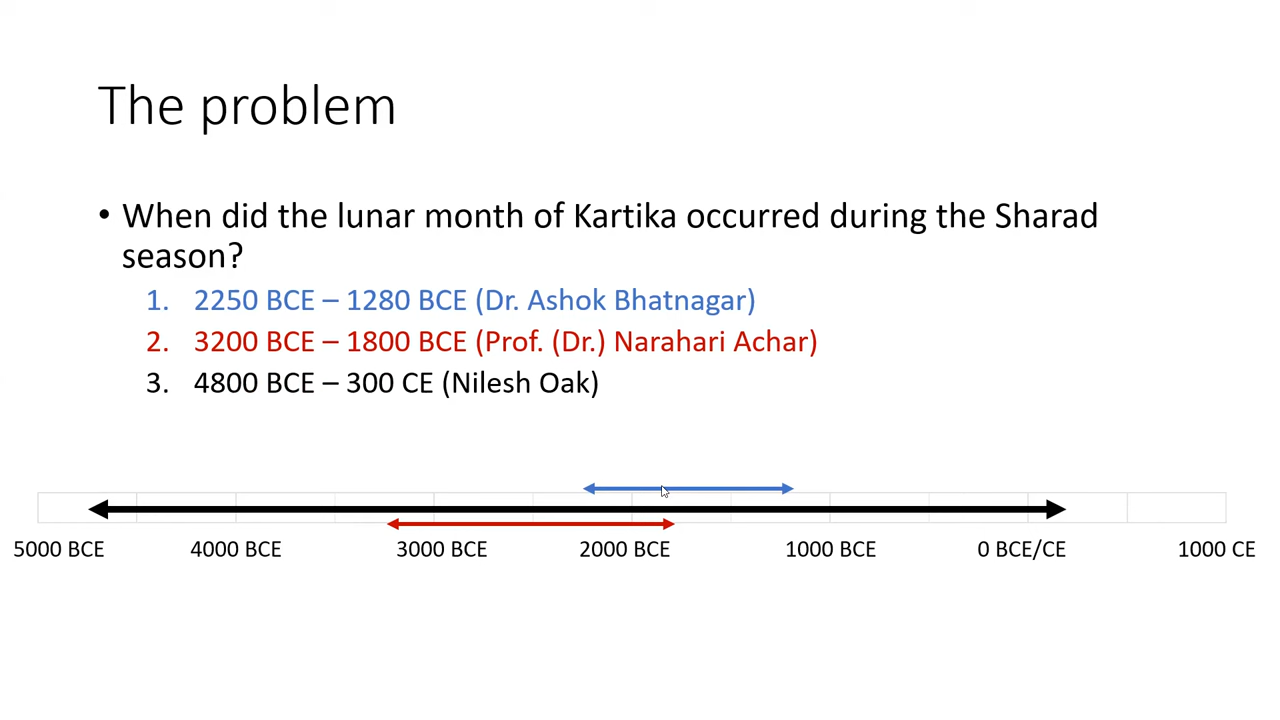 The problem
• When did the lunar month of Kartika occurred during the Sharad
season?
1. 2250 BCE – 1280 BCE (Dr. Ashok Bhatnagar)
2. 3200 BCE – 1800 BCE (Prof. (Dr.) Narahari Achar)
3. 4800 BCE – 300 CE (Nilesh Oak)
5000 BCE 4000 BCE 3000 BCE 2000 BCE 1000 BCE 0 BCE/CE 1000 CE